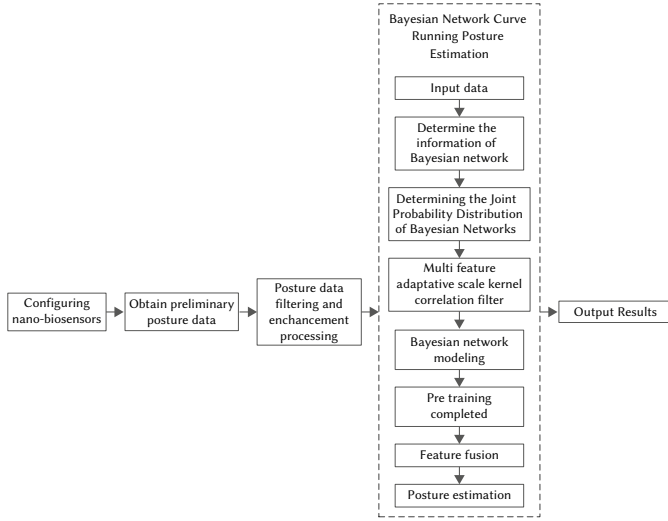 Configuring
nano-biosensors
Obtain preliminary
posture data
Posture data
filtering and
enchancement
processing
Bayesian Network Curve
Running Posture
Estimation
Input data
Determine the
information of
Bayesian network
Determining the Joint
Probability Distribution
of Bayesian Networks
Multi feature
adaptative scale kernel
correlation filter
Bayesian network
modeling
Pre training
completed
Feature fusion
Posture estimation
Output Results